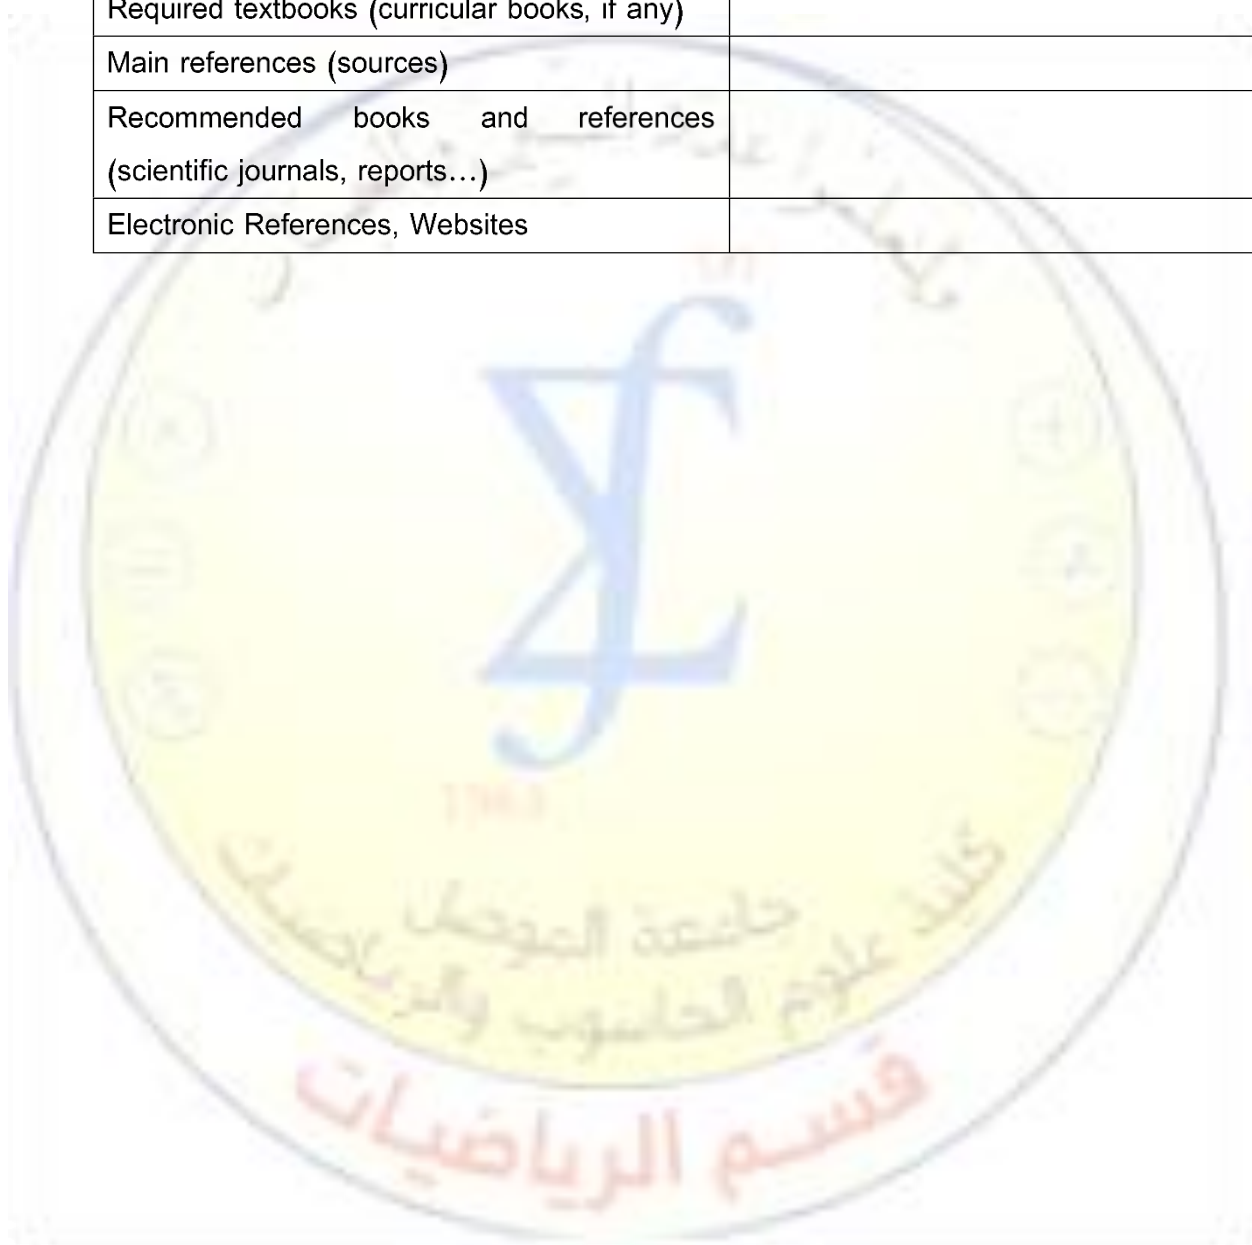 Required textbooks (curricular books, if any)
Main references (sources)
Recommended books and references
(scientific journals, reports…)
Electronic References, Websites
جامعة الموصل
كلية علوم الحاسوب والرياضيات
قسم الرياضيات